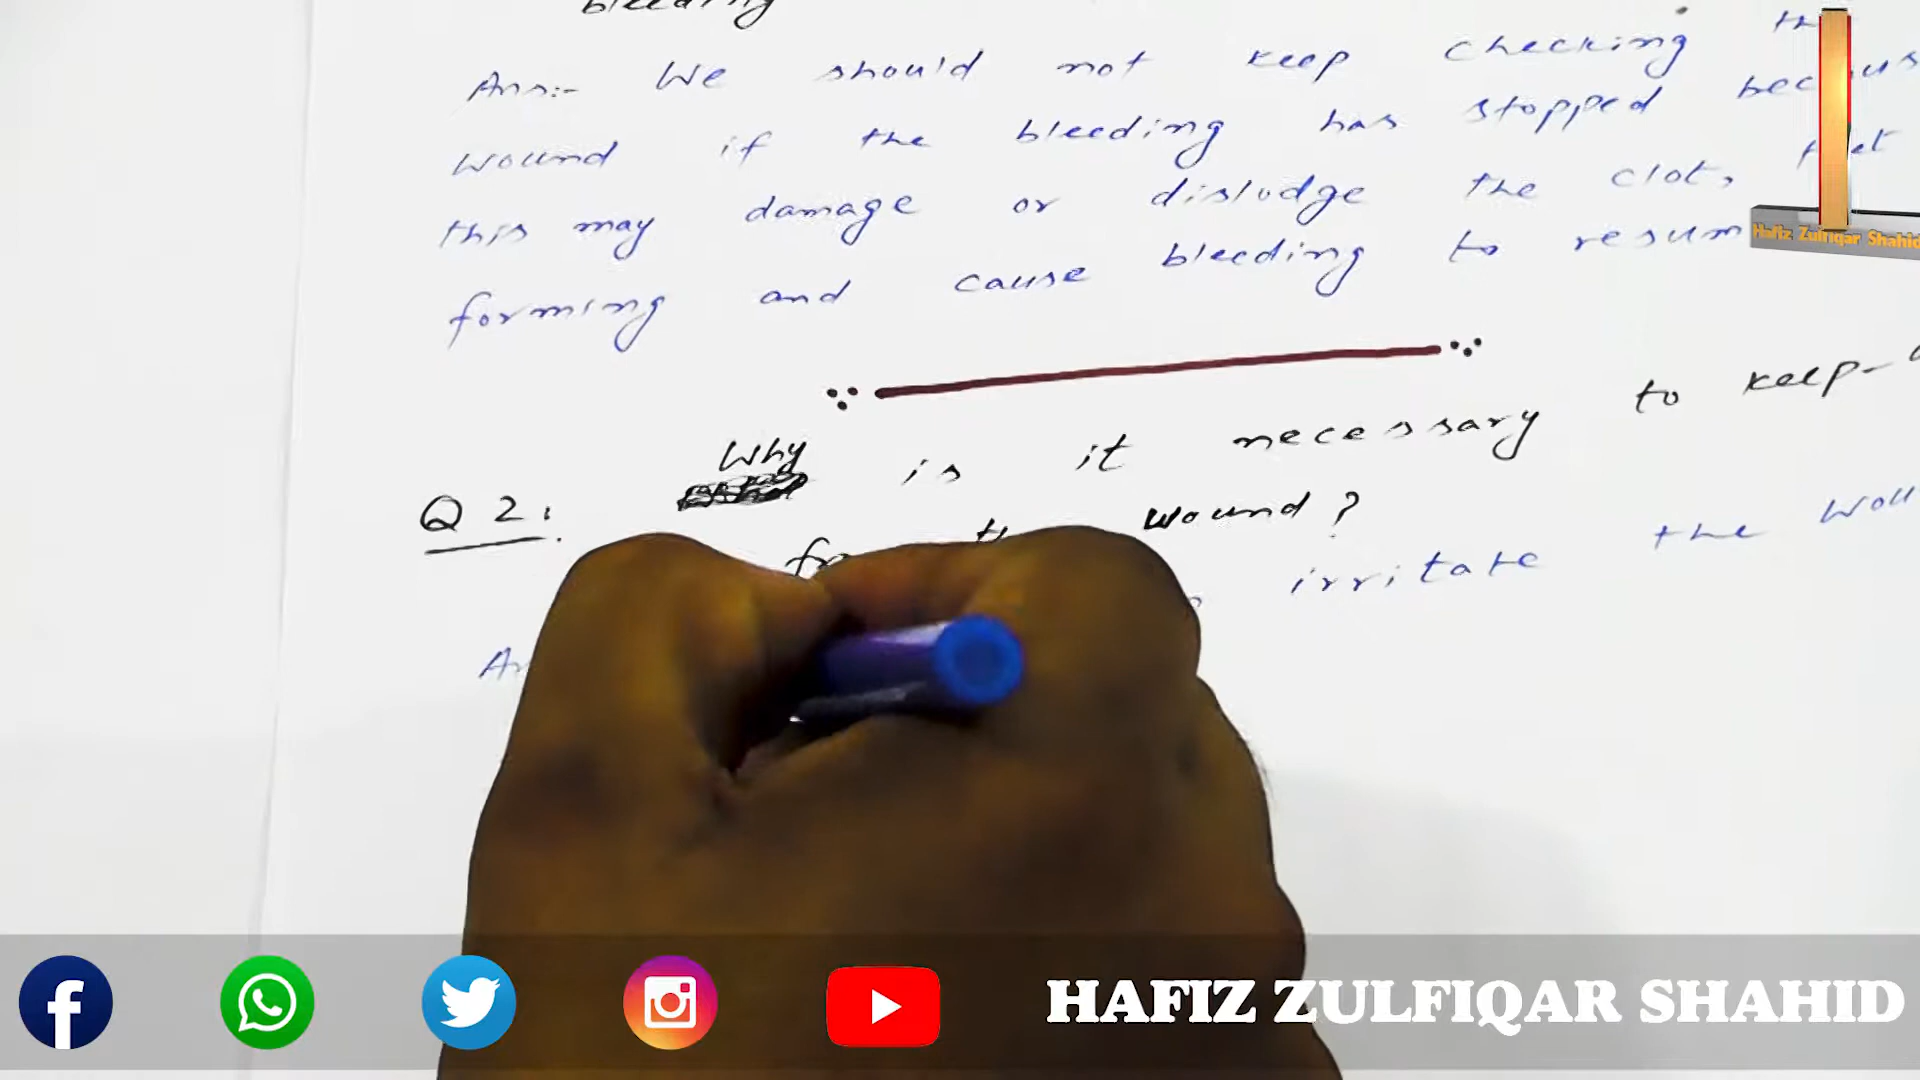 bleeding
Ans:- We should not keep checking
wound if the bleeding has stopped
this may damage or dislodge the clot,
forming and cause bleeding to resum
Hafiz Zulfiqar Shahid
Q 2: Why is it necessary to keep-
wound?
irritate the
HAFIZ ZULFIQAR SHAHID